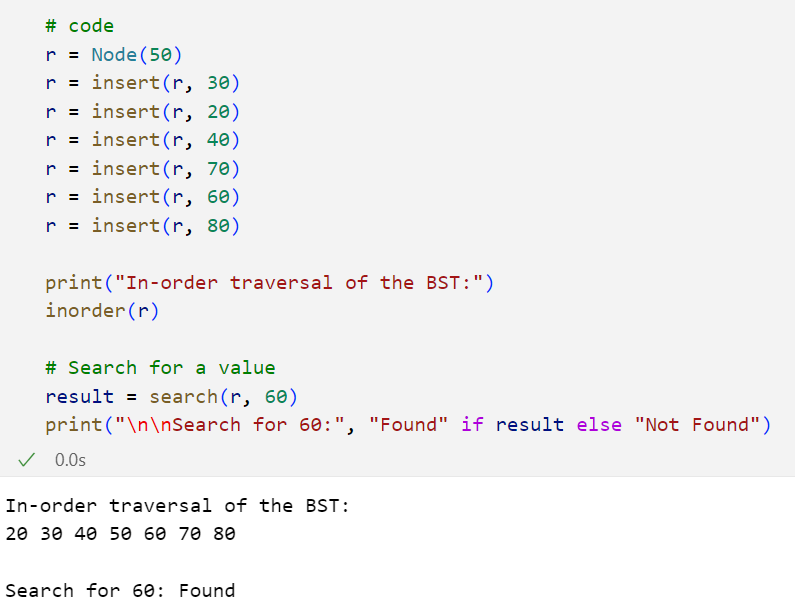 # code
r = Node(50)
r = insert(r, 30)
r = insert(r, 20)
r = insert(r, 40)
r = insert(r, 70)
r = insert(r, 60)
r = insert(r, 80)
print("In-order traversal of the BST:")
inorder(r)
# Search for a value
result = search(r, 60)
print("\n\nSearch for 60:", "Found" if result else "Not Found")
0.0s
In-order traversal of the BST:
20 30 40 50 60 70 80
Search for 60: Found